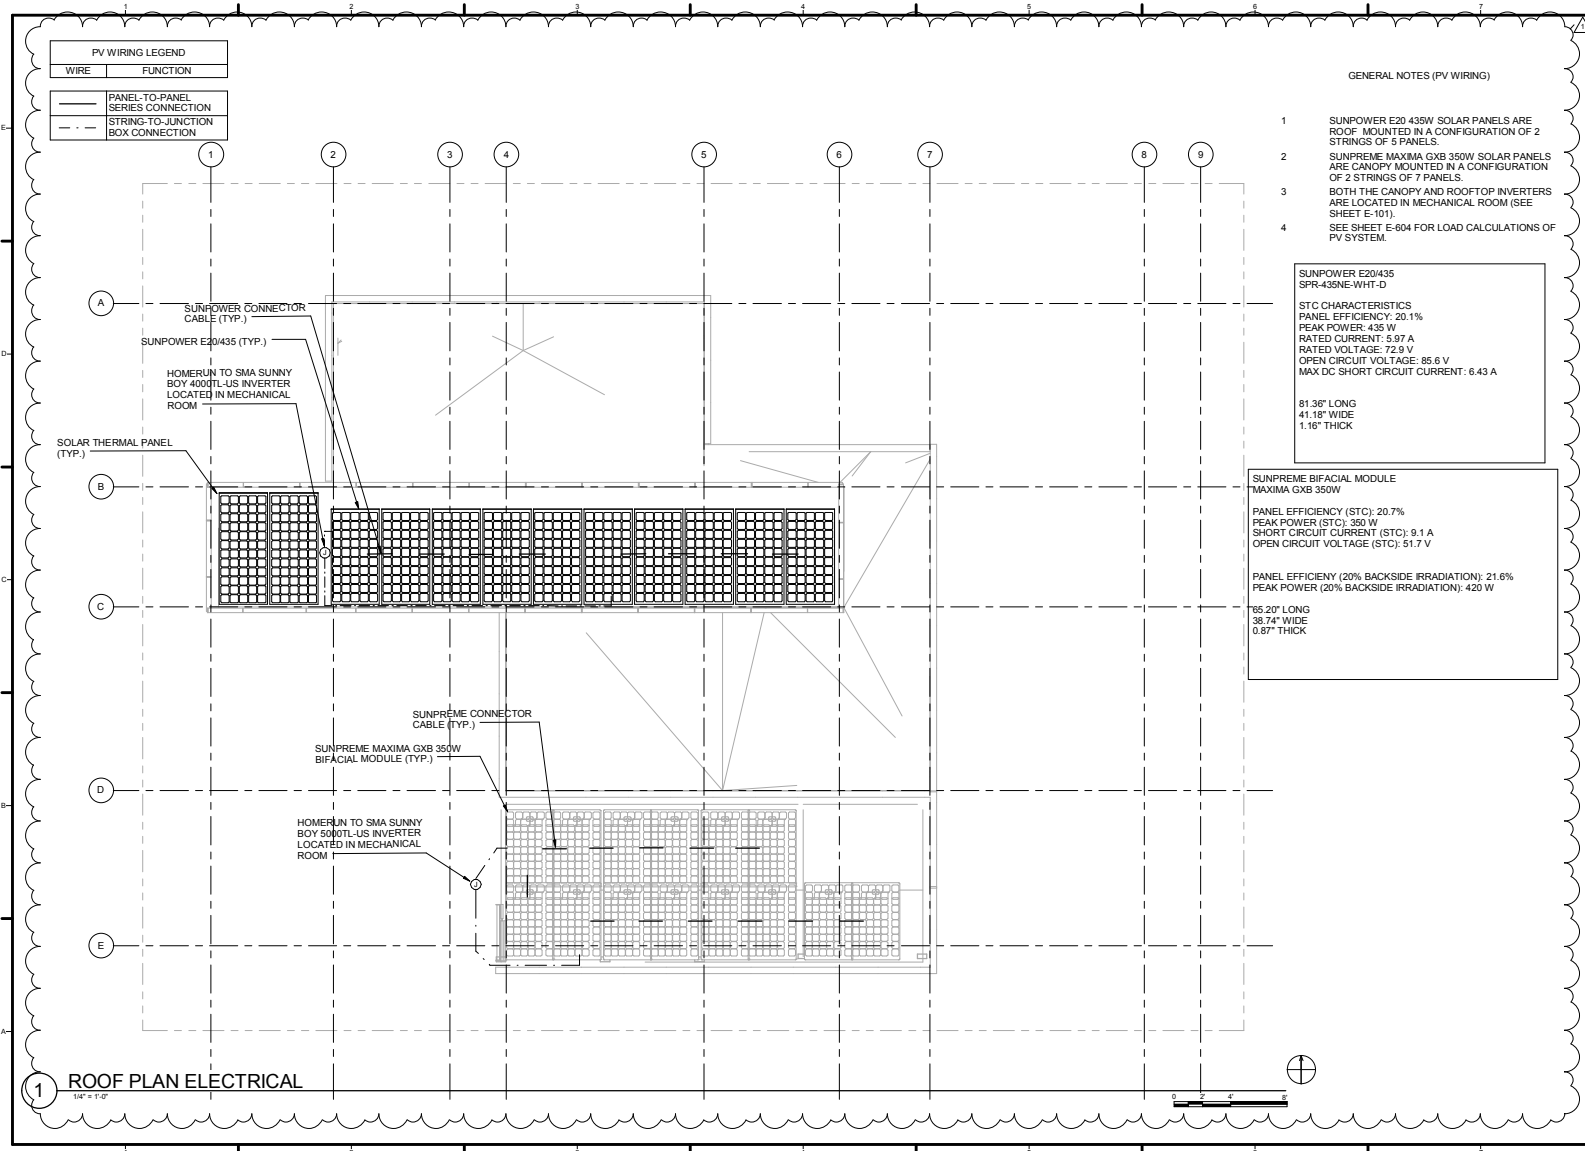 PV WIRING LEGEND
WIRE FUNCTION
PANEL-TO-PANEL
SERIES CONNECTION
STRING-TO-JUNCTION
BOX CONNECTION
GENERAL NOTES (PV WIRING)
1 SUNPOWER E20 435W SOLAR PANELS ARE
ROOF MOUNTED IN A CONFIGURATION OF 2
STRINGS OF 5 PANELS.
2 SUNPREME MAXIMA GXB 350W SOLAR PANELS
ARE CANOPY MOUNTED IN A CONFIGURATION
OF 2 STRINGS OF 7 PANELS.
3 BOTH THE CANOPY AND ROOFTOP INVERTERS
ARE LOCATED IN MECHANICAL ROOM (SEE
SHEET E-101).
4 SEE SHEET E-604 FOR LOAD CALCULATIONS OF
PV SYSTEM.
SUNPOWER E20/435
SPR-435NE-WHT-D
STC CHARACTERISTICS
PANEL EFFICIENCY: 20.1%
PEAK POWER: 435 W
RATED CURRENT: 5.97 A
RATED VOLTAGE: 72.9 V
OPEN CIRCUIT VOLTAGE: 85.6 V
MAX DC SHORT CIRCUIT CURRENT: 6.43 A
81.36" LONG
41.18" WIDE
1.16" THICK
SUNPREME BIFACIAL MODULE
MAXIMA GXB 350W
PANEL EFFICIENCY (STC): 20.7%
PEAK POWER (STC): 350 W
SHORT CIRCUIT CURRENT (STC): 9.1 A
OPEN CIRCUIT VOLTAGE (STC): 51.7 V
PANEL EFFICIENY (20% BACKSIDE IRRADIATION): 21.6%
PEAK POWER (20% BACKSIDE IRRADIATION): 420 W
65.20" LONG
38.74" WIDE
0.87" THICK
1 2 3 4 5 6 7 8 9
A
SUNPOWER CONNECTOR
CABLE (TYP.)
SUNPOWER E20/435 (TYP.)
HOMERUN TO SMA SUNNY
BOY 4000TL-US INVERTER
LOCATED IN MECHANICAL
ROOM
SOLAR THERMAL PANEL
(TYP.)
B
J
C
SUNPREME CONNECTOR
CABLE (TYP.)
SUNPREME MAXIMA GXB 350W
BIFACIAL MODULE (TYP.)
D
HOMERUN TO SMA SUNNY
BOY 5000TL-US INVERTER
LOCATED IN MECHANICAL
ROOM
J
E
1 ROOF PLAN ELECTRICAL
1/4" = 1'-0"
0 2' 4' 8'